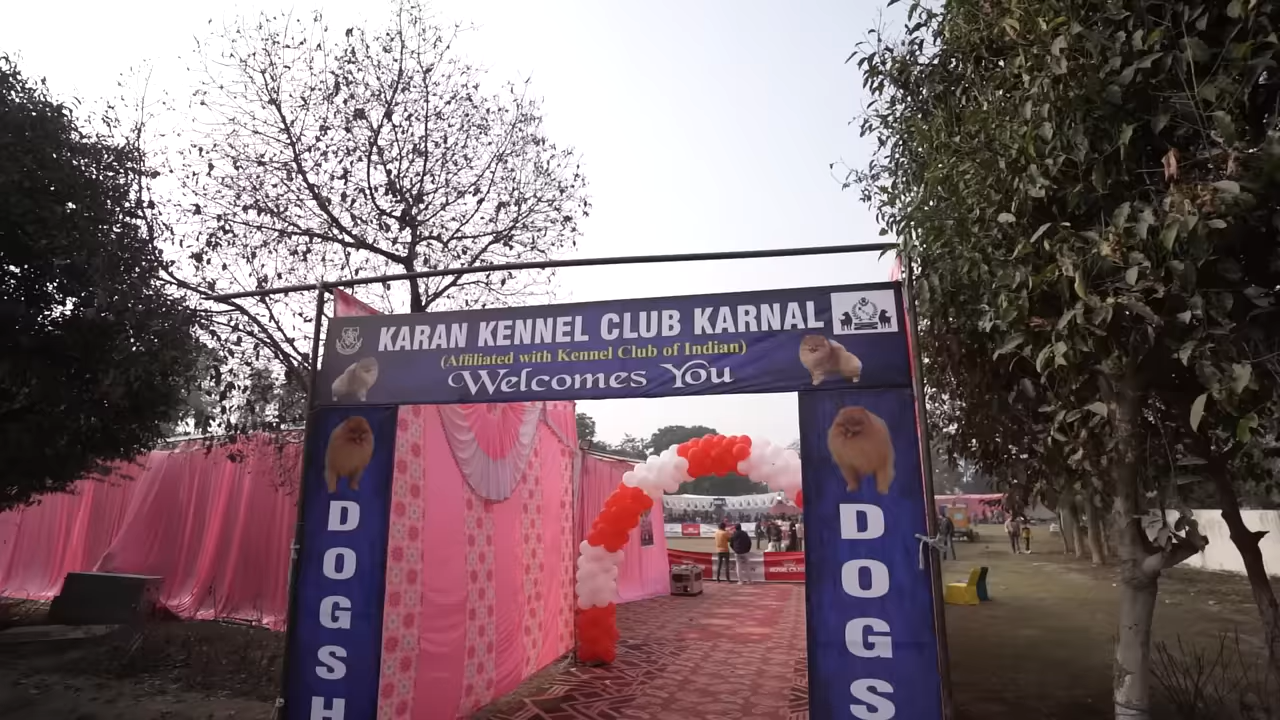 KARAN KENNEL CLUB KARNAL
(Affiliated with Kennel Club of Indian)
Welcomes You
DOGSH
DOGS